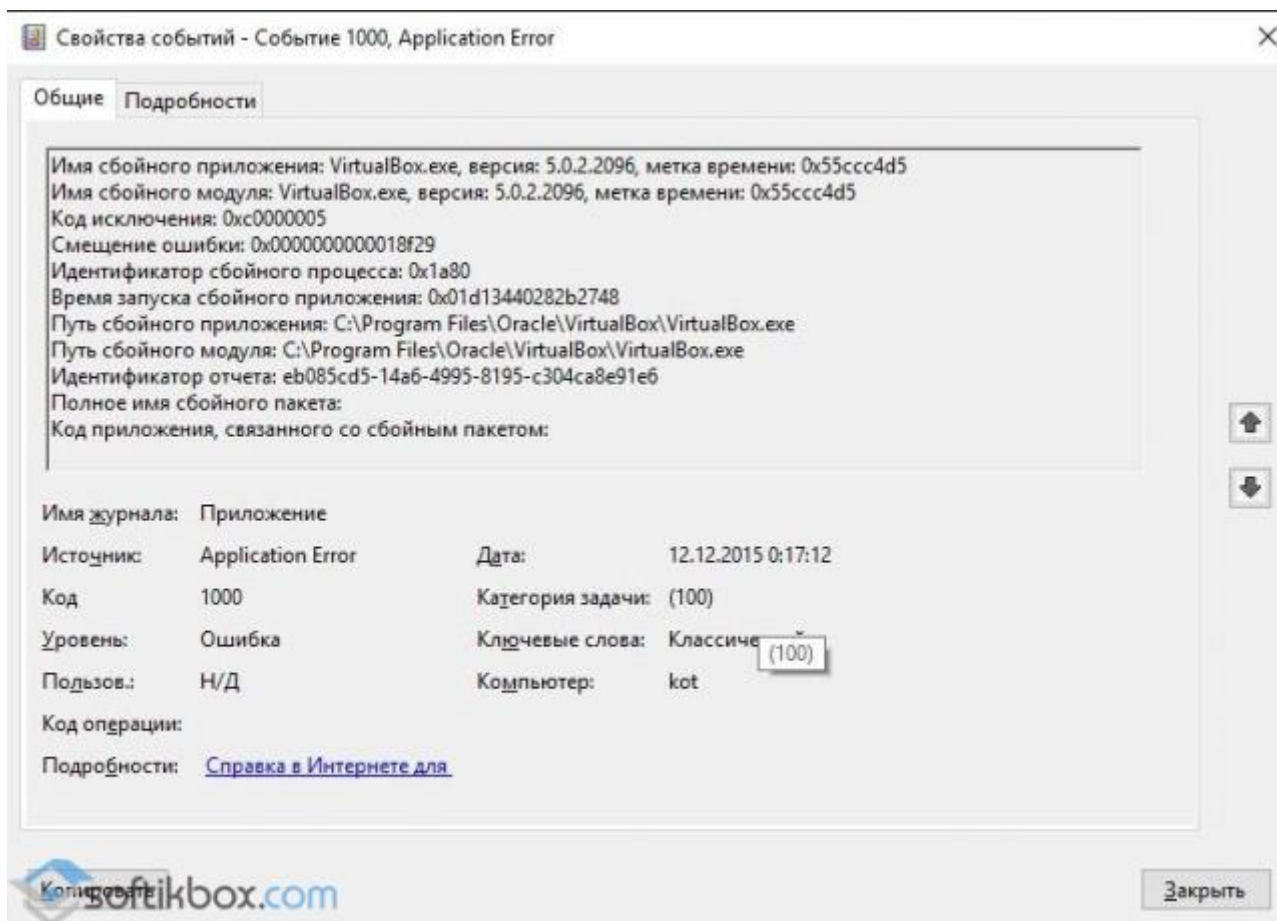 Свойства событий - Событие 1000, Application Error
Общие Подробности
Имя сбойного приложения: VirtualBox.exe, версия: 5.0.2.2096, метка времени: 0x55ccc4d5
Имя сбойного модуля: VirtualBox.exe, версия: 5.0.2.2096, метка времени: 0x55ccc4d5
Код исключения: 0xc0000005
Смещение ошибки: 0x0000000000018f29
Идентификатор сбойного процесса: 0x1a80
Время запуска сбойного приложения: 0x01d13440282b2748
Путь сбойного приложения: C:\Program Files\Oracle\VirtualBox\VirtualBox.exe
Путь сбойного модуля: C:\Program Files\Oracle\VirtualBox\VirtualBox.exe
Идентификатор отчета: eb085cd5-14a6-4995-8195-c304ca8e91e6
Полное имя сбойного пакета:
Код приложения, связанного со сбойным пакетом:
Имя журнала: Приложение
Источник: Application Error Дата: 12.12.2015 0:17:12
Код 1000 Категория задачи: (100)
Уровень: Ошибка Ключевые слова: Классиче
(100)
Пользов.: Н/Д Компьютер: kot
Код операции:
Подробности: Справка в Интернете для
Копировать softikbox.com Закрыть